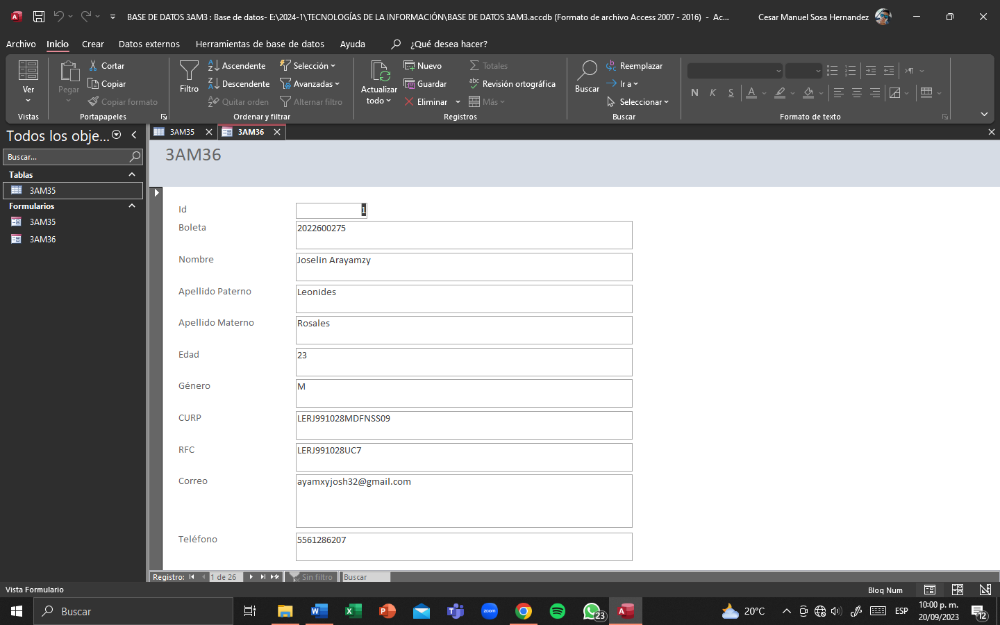 BASE DE DATOS 3AM3 : Base de datos- E:\2024-1\TECNOLOGÍAS DE LA INFORMACIÓN\BASE DE DATOS 3AM3.accdb (Formato de archivo Access 2007 - 2016) - Ac... Cesar Manuel Sosa Hernandez
Archivo Inicio Crear Datos externos Herramientas de base de datos Ayuda ¿Qué desea hacer?
Ver
Vistas
Pegar
Cortar
Copiar
Copiar formato
Portapapeles
Filtro
Ascendente
Descendente
Quitar orden
Selección
Avanzadas
Alternar filtro
Ordenar y filtrar
Actualizar
todo
Nuevo
Guardar
Eliminar
Totales
Revisión ortográfica
Más
Registros
Buscar
Reemplazar
Ir a
Seleccionar
Buscar
N K S
Formato de texto
Todos los obje...
Buscar...
Tablas
3AM35
Formularios
3AM35
3AM36
3AM35 3AM36
3AM36
Id 1
Boleta 2022600275
Nombre Joselin Arayamzy
Apellido Paterno Leonides
Apellido Materno Rosales
Edad 23
Género M
CURP LERJ991028MDFNSS09
RFC LERJ991028UC7
Correo ayamxyjosh32@gmail.com
Teléfono 5561286207
Registro: 1 de 26 Sin filtro Buscar
Vista Formulario Bloq Num
Buscar
zoom
23
20°C
ESP
10:00 p. m.
20/09/2023
12